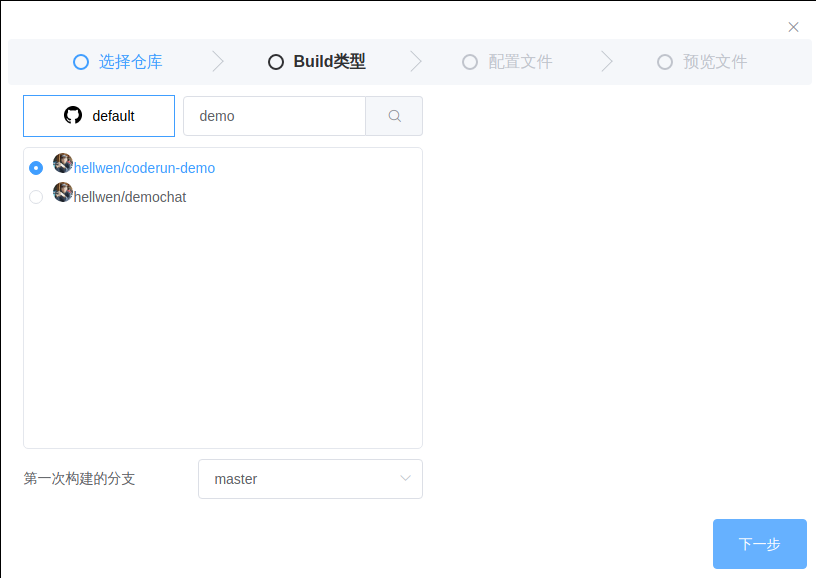 选择仓库
Build类型
配置文件
预览文件
default
demo
hellwen/coderun-demo
hellwen/demochat
第一次构建的分支
master
下一步